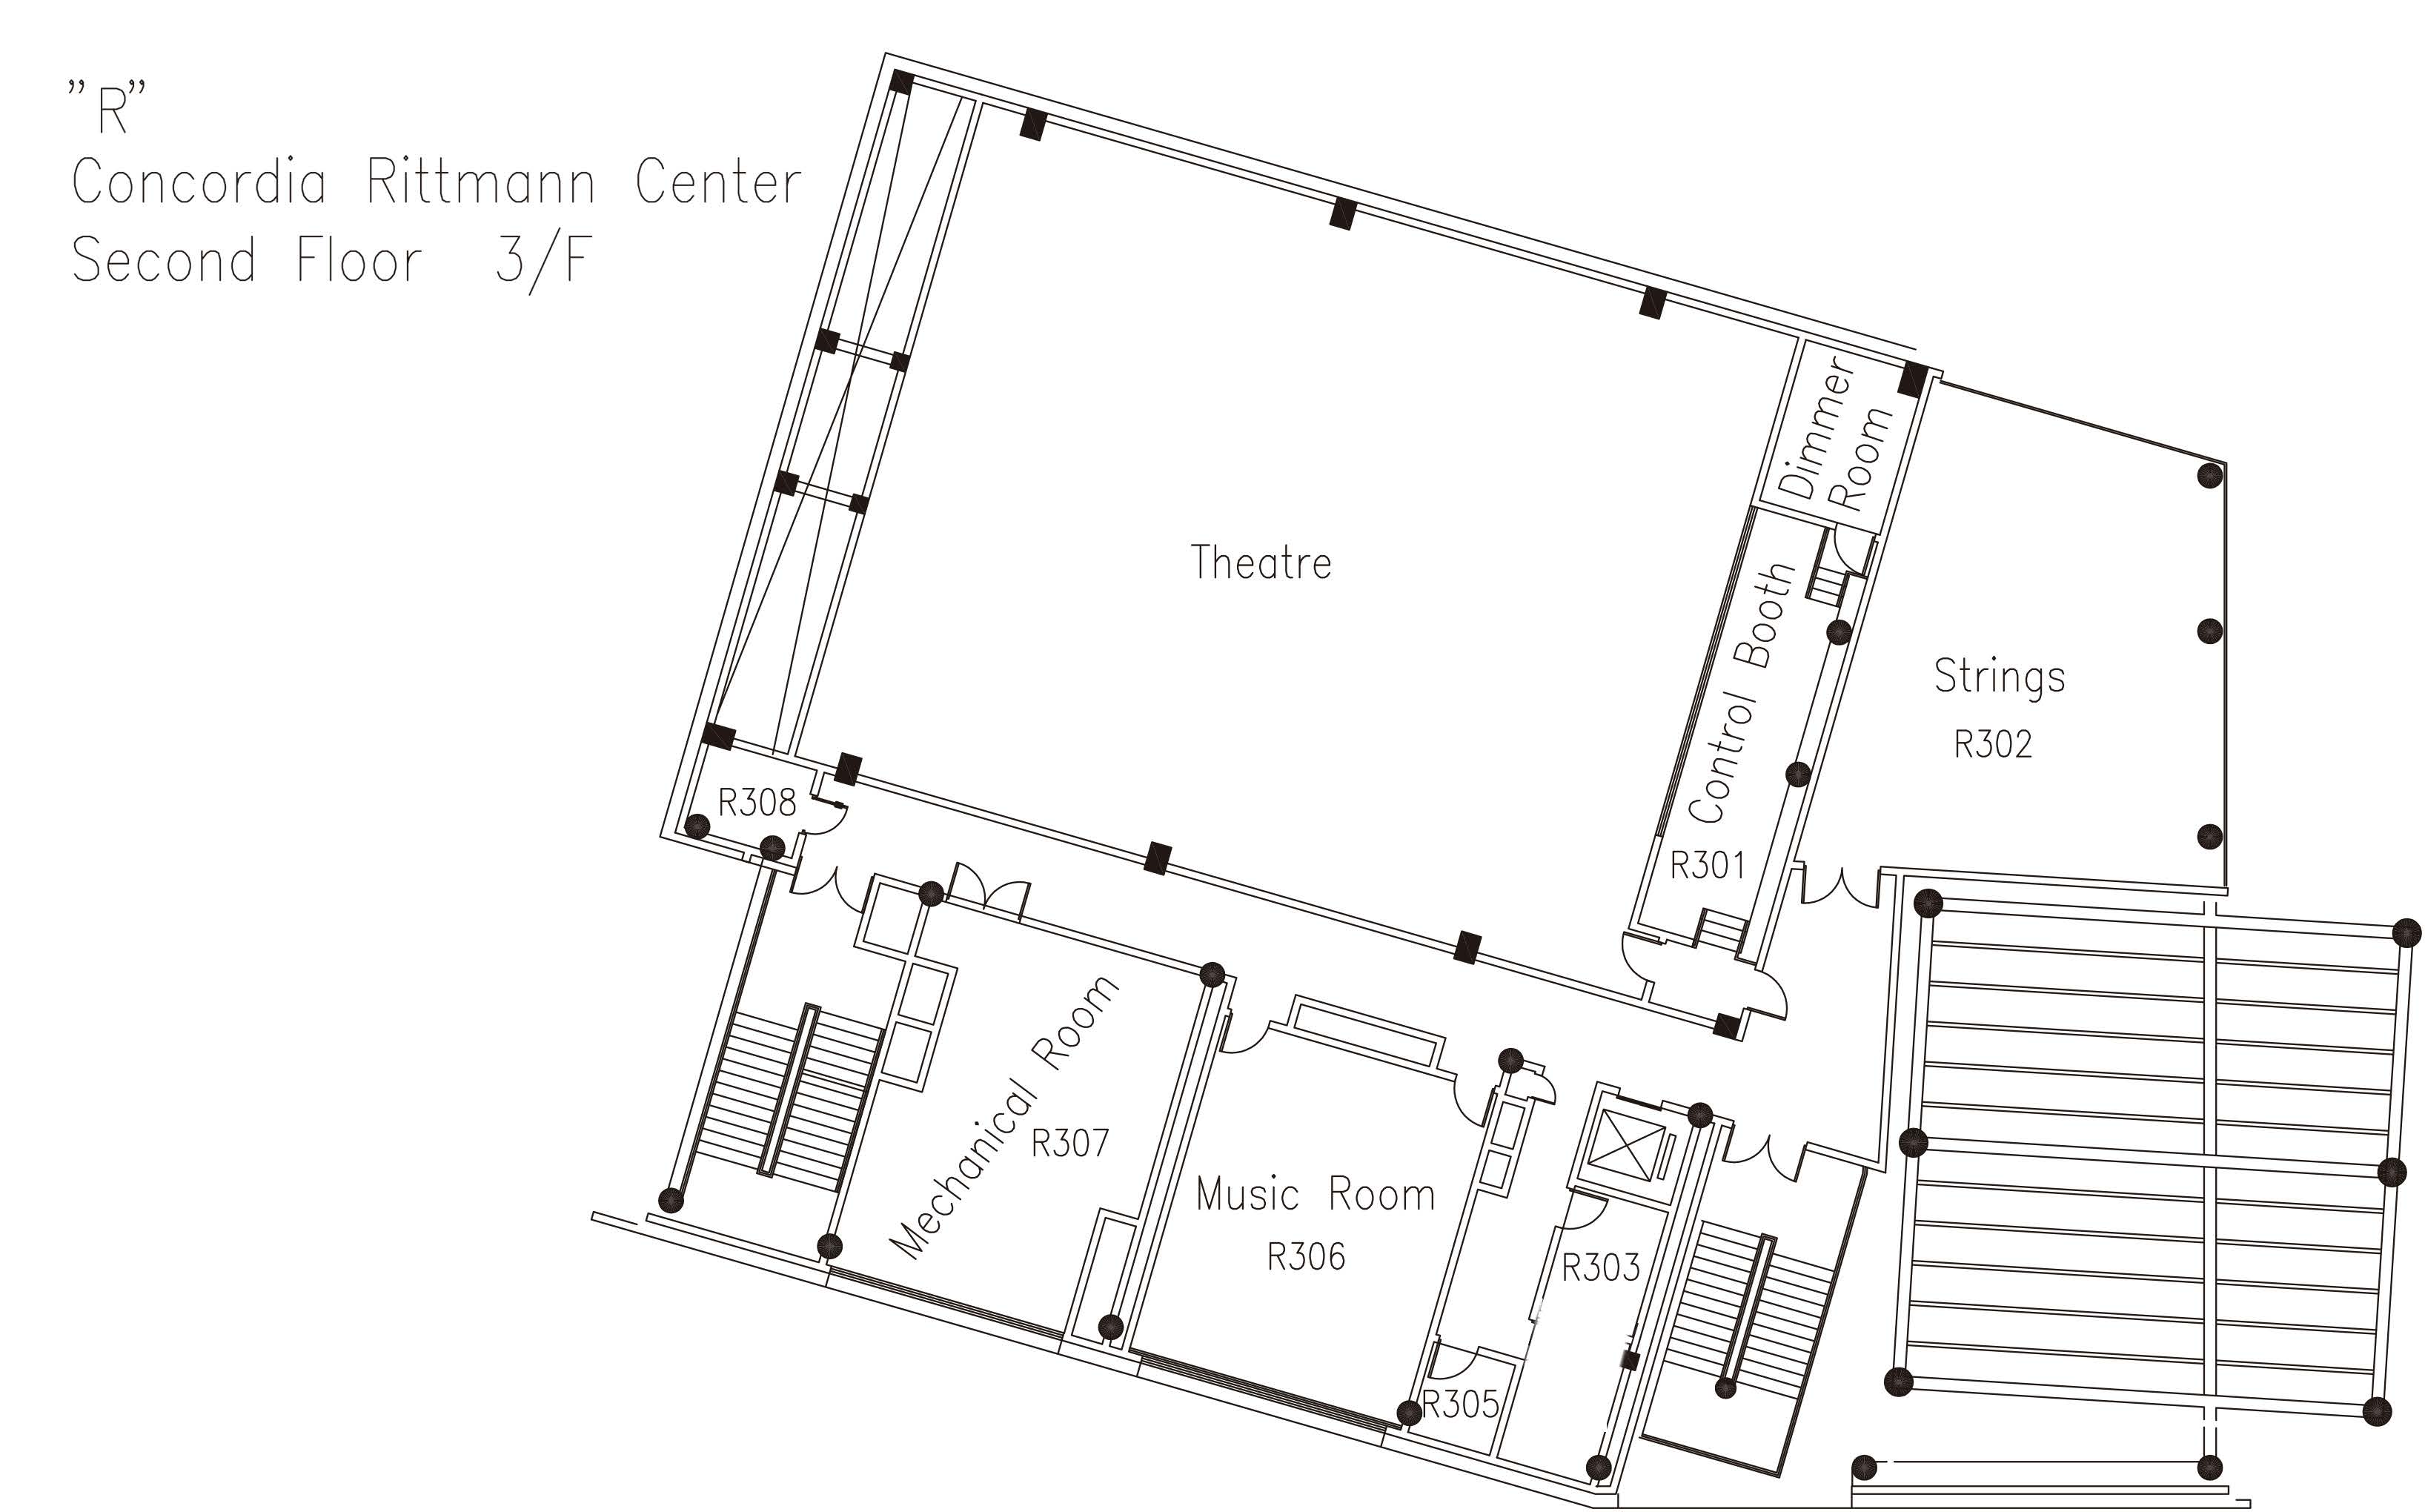 "R"
Concordia Rittmann Center
Second Floor 3/F
Dimmer
Room
Theatre
Control Booth
R301
Strings
R302
R308
Mechanical Room
R307
Music Room
R306
R303
R305